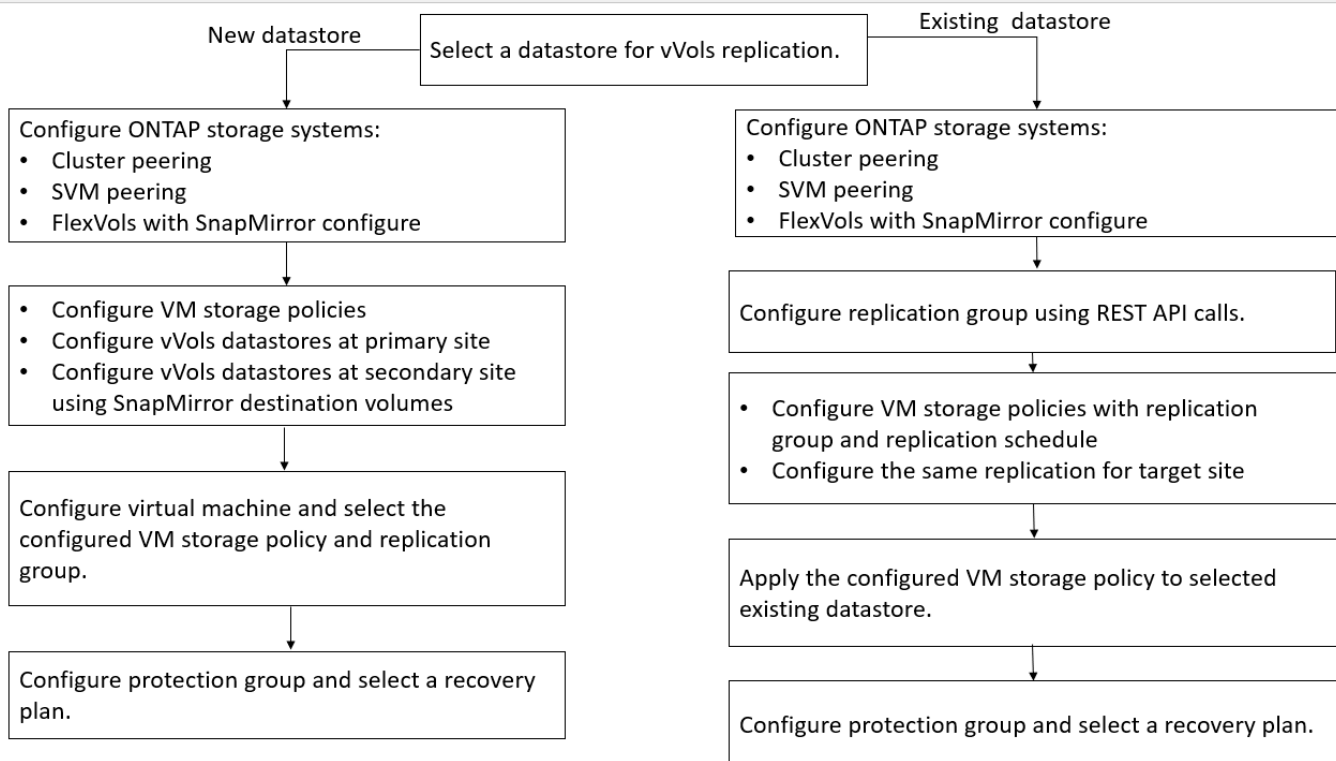 New datastore
Select a datastore for vVols replication.
Existing datastore
Configure ONTAP storage systems:
• Cluster peering
• SVM peering
• FlexVols with SnapMirror configure
• Configure VM storage policies
• Configure vVols datastores at primary site
• Configure vVols datastores at secondary site
using SnapMirror destination volumes
Configure virtual machine and select the
configured VM storage policy and replication
group.
Configure protection group and select a recovery
plan.
Configure ONTAP storage systems:
• Cluster peering
• SVM peering
• FlexVols with SnapMirror configure
Configure replication group using REST API calls.
• Configure VM storage policies with replication
group and replication schedule
• Configure the same replication for target site
Apply the configured VM storage policy to selected
existing datastore.
Configure protection group and select a recovery plan.